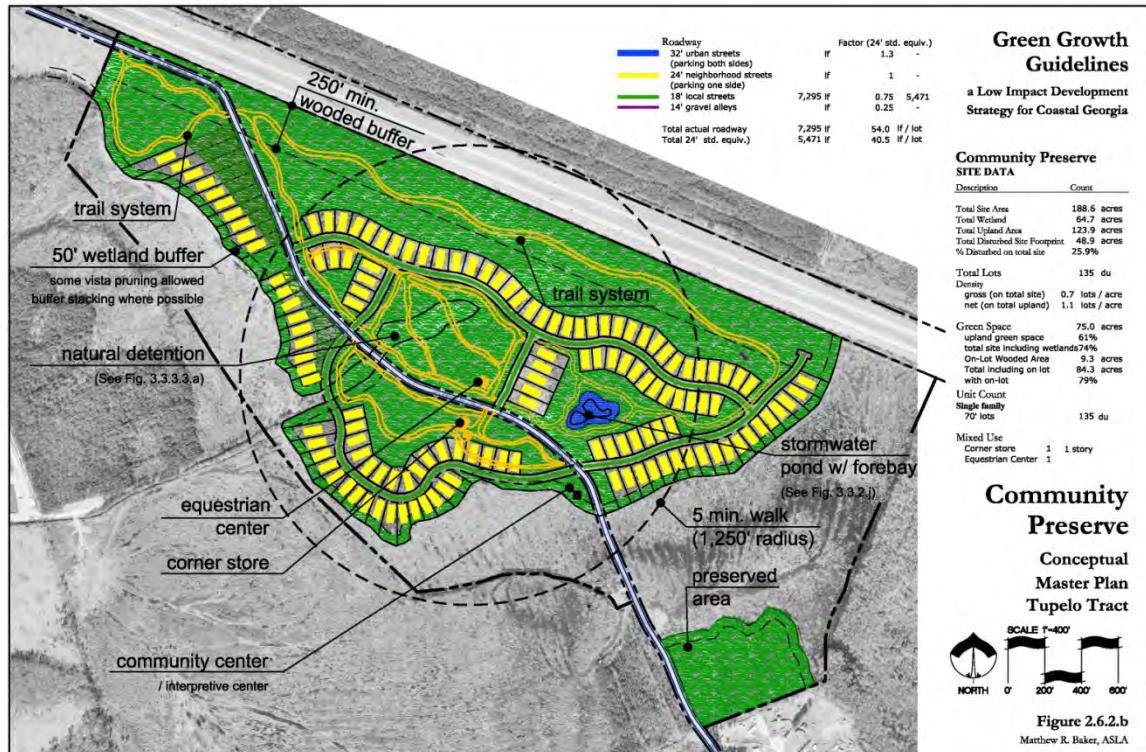 Roadway
Factor (24' std. equiv.)
32' urban streets lf 1.3 -
(parking both sides)
24' neighborhood streets lf 1 -
(parking one side)
18' local streets 7,295 lf 0.75 5,471
14' gravel alleys lf 0.25 -
Total actual roadway 7,295 lf 54.0 lf / lot
Total 24' std. equiv.) 5,471 lf 40.5 lf / lot
Green Growth
Guidelines
a Low Impact Development
Strategy for Coastal Georgia
Community Preserve
SITE DATA
Description Count
Total Site Area 188.6 acres
Total Wetland 64.7 acres
Total Upland Area 123.9 acres
Total Disturbed Site Footprint 48.9 acres
% Disturbed on total site 25.9%
Total Lots 135 du
Density
gross (on total site) 0.7 lots / acre
net (on total upland) 1.1 lots / acre
Green Space 75.0 acres
upland green space 61%
total site including wetlands 74%
On-Lot Wooded Area 9.3 acres
Total including on lot 84.3 acres
with on-lot 79%
Unit Count
Single family
70' lots 135 du
Mixed Use
Corner store 1 1 story
Equestrian Center 1
Community
Preserve
Conceptual
Master Plan
Tupelo Tract
SCALE 1"=400'
NORTH 0' 200' 400' 600'
Figure 2.6.2.b
Matthew R. Baker, ASLA
250' min.
wooded buffer
trail system
50' wetland buffer
some vista pruning allowed
buffer stacking where possible
trail system
natural detention
(See Fig. 3.3.3.3.a)
stormwater
pond w/ forebay
(See Fig. 3.3.2.j)
equestrian
center
5 min. walk
(1,250' radius)
corner store
preserved
area
community center
/ interpretive center